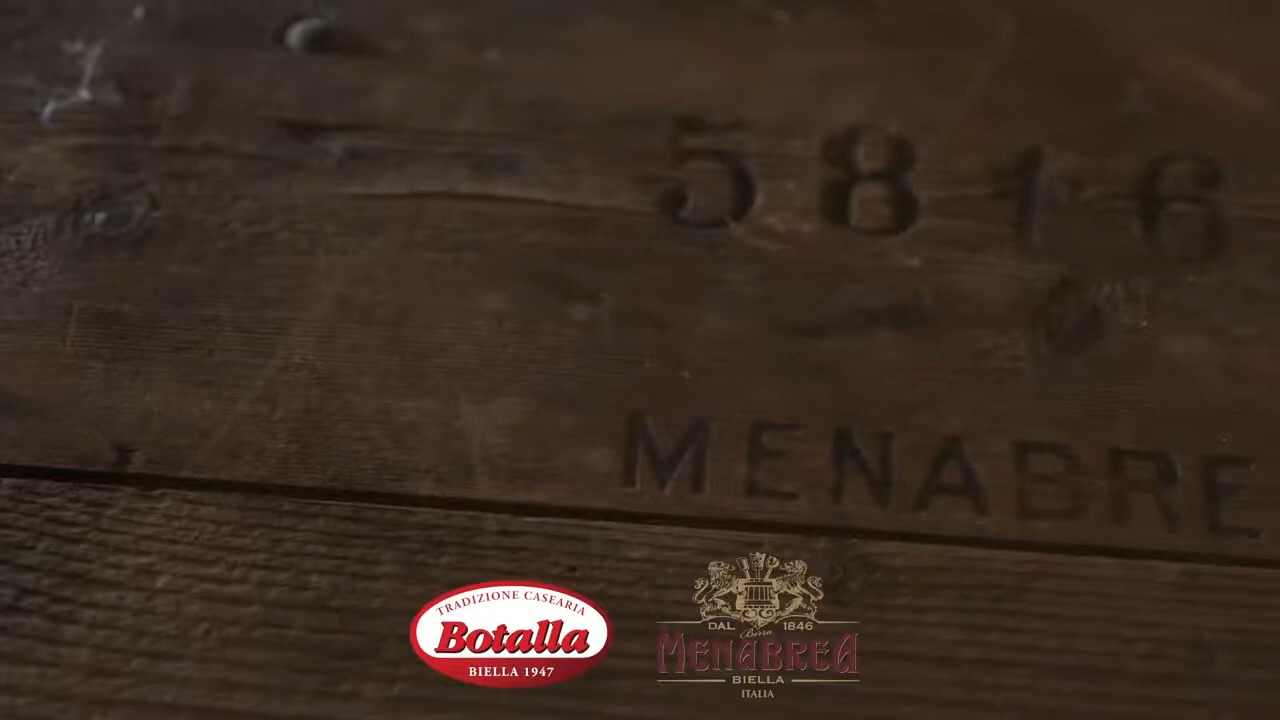 5816
MENABRE
TRADIZIONE CASEARIA
Botalla
BIELLA 1947
DAL 1846
Birra
MENABREA
BIELLA
ITALIA